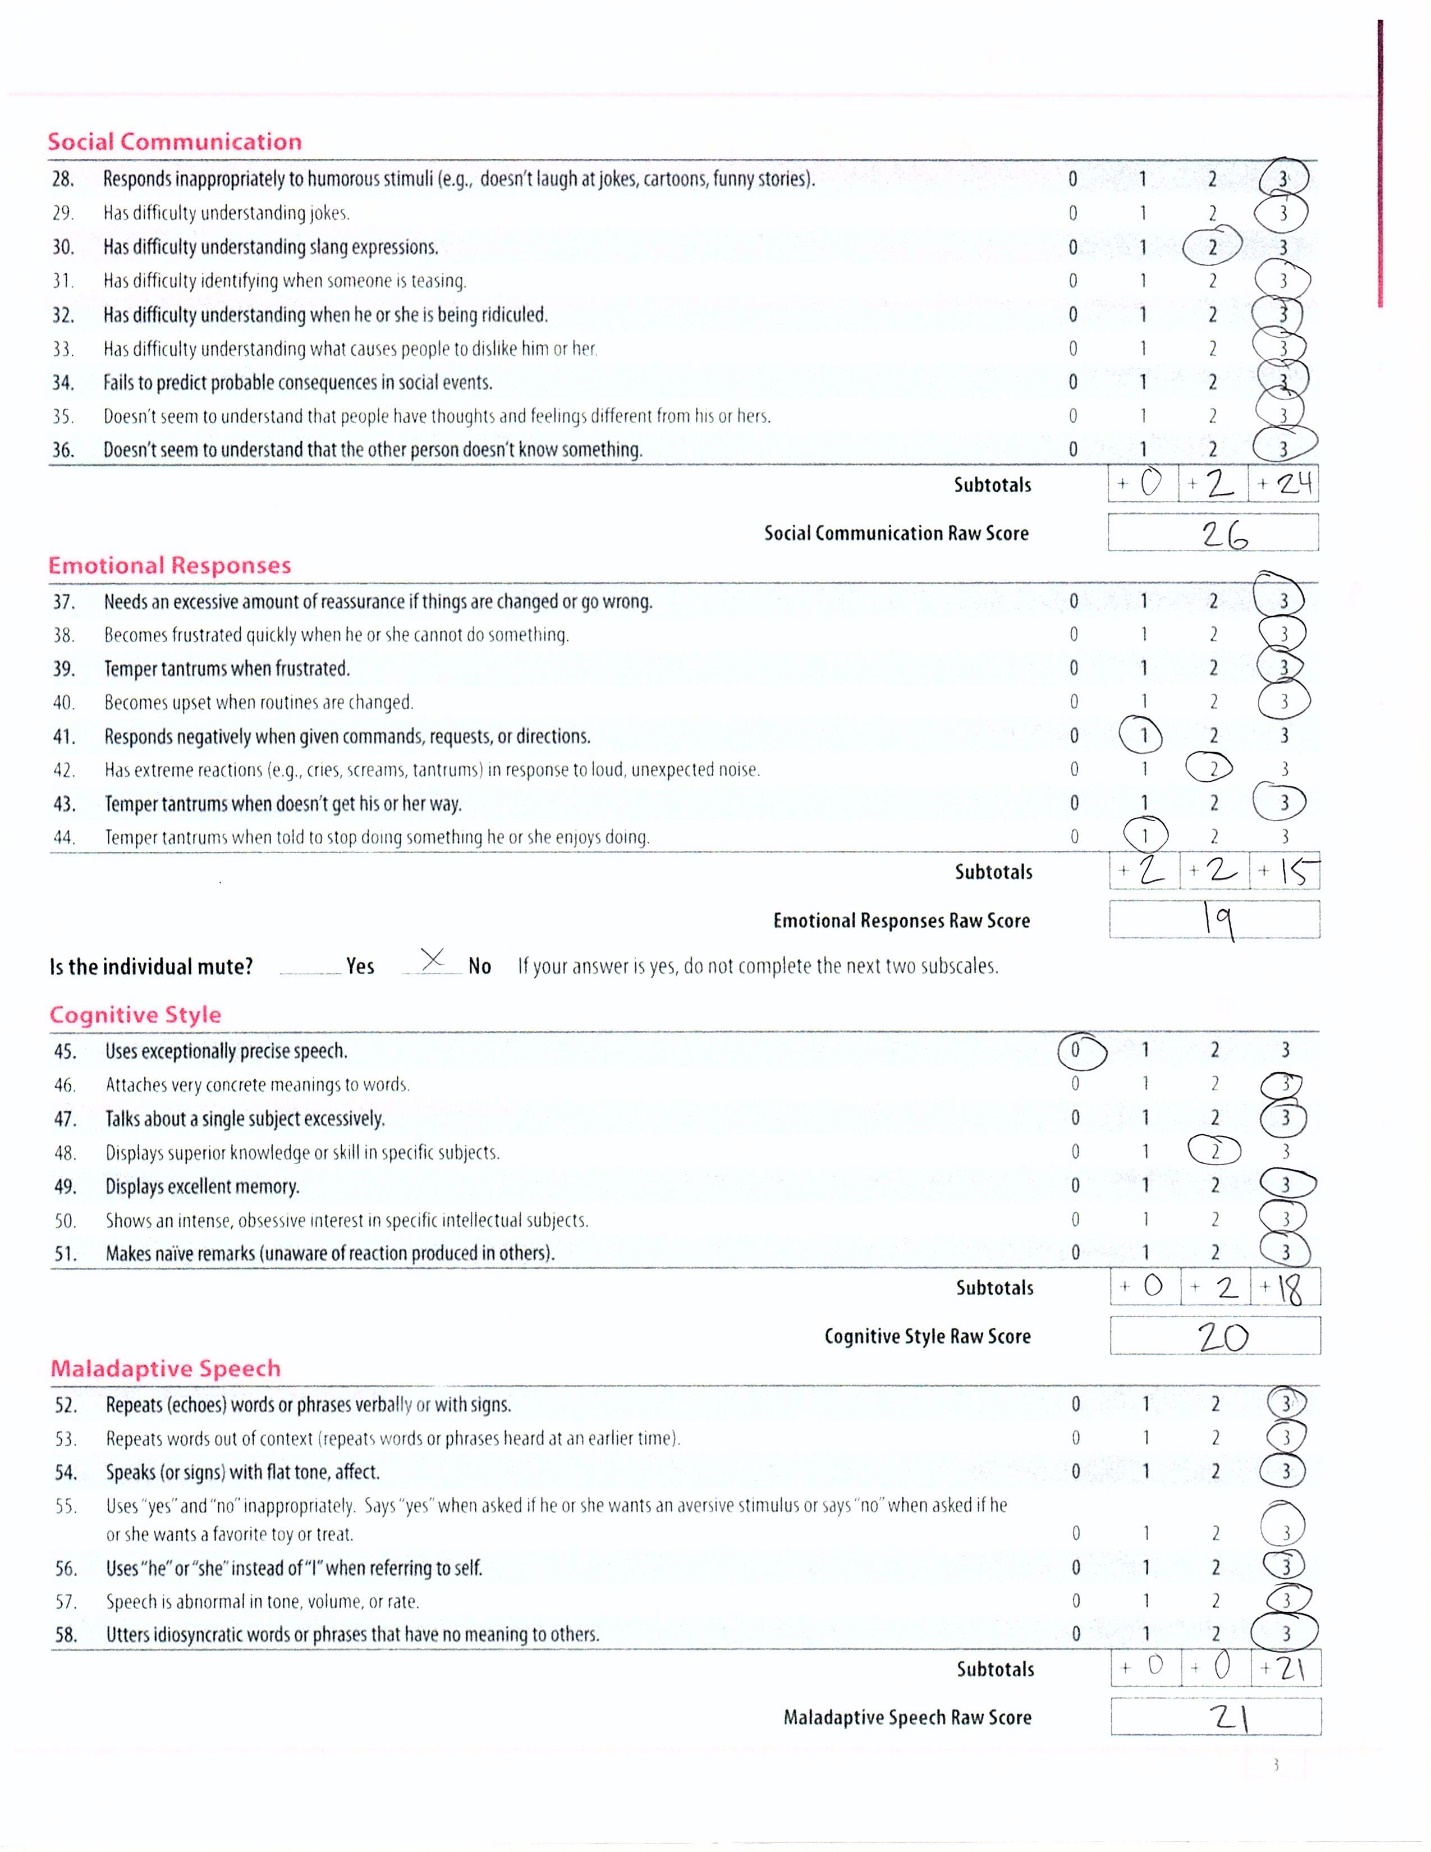 Social Communication
28. Responds inappropriately to humorous stimuli (e.g., doesn't laugh at jokes, cartoons, funny stories). 0 1 2 3
29. Has difficulty understanding jokes. 0 1 2 3
30. Has difficulty understanding slang expressions. 0 1 2 3
31. Has difficulty identifying when someone is teasing. 0 1 2 3
32. Has difficulty understanding when he or she is being ridiculed. 0 1 2 3
33. Has difficulty understanding what causes people to dislike him or her. 0 1 2 3
34. Fails to predict probable consequences in social events. 0 1 2 3
35. Doesn't seem to understand that people have thoughts and feelings different from his or hers. 0 1 2 3
36. Doesn't seem to understand that the other person doesn't know something. 0 1 2 3
Subtotals + 0 + 2 + 24
Social Communication Raw Score 26
Emotional Responses
37. Needs an excessive amount of reassurance if things are changed or go wrong. 0 1 2 3
38. Becomes frustrated quickly when he or she cannot do something. 0 1 2 3
39. Temper tantrums when frustrated. 0 1 2 3
40. Becomes upset when routines are changed. 0 1 2 3
41. Responds negatively when given commands, requests, or directions. 0 1 2 3
42. Has extreme reactions (e.g., cries, screams, tantrums) in response to loud, unexpected noise. 0 1 2 3
43. Temper tantrums when doesn't get his or her way. 0 1 2 3
44. Temper tantrums when told to stop doing something he or she enjoys doing. 0 1 2 3
Subtotals + 2 + 2 + 15
Emotional Responses Raw Score 19
Is the individual mute? ______ Yes X No If your answer is yes, do not complete the next two subscales.
Cognitive Style
45. Uses exceptionally precise speech. 0 1 2 3
46. Attaches very concrete meanings to words. 0 1 2 3
47. Talks about a single subject excessively. 0 1 2 3
48. Displays superior knowledge or skill in specific subjects. 0 1 2 3
49. Displays excellent memory. 0 1 2 3
50. Shows an intense, obsessive interest in specific intellectual subjects. 0 1 2 3
51. Makes naïve remarks (unaware of reaction produced in others). 0 1 2 3
Subtotals + 0 + 2 + 18
Cognitive Style Raw Score 20
Maladaptive Speech
52. Repeats (echoes) words or phrases verbally or with signs. 0 1 2 3
53. Repeats words out of context (repeats words or phrases heard at an earlier time). 0 1 2 3
54. Speaks (or signs) with flat tone, affect. 0 1 2 3
55. Uses "yes" and "no" inappropriately. Says "yes" when asked if he or she wants an aversive stimulus or says "no" when asked if he
or she wants a favorite toy or treat. 0 1 2 3
56. Uses "he" or "she" instead of "I" when referring to self. 0 1 2 3
57. Speech is abnormal in tone, volume, or rate. 0 1 2 3
58. Utters idiosyncratic words or phrases that have no meaning to others. 0 1 2 3
Subtotals + 0 + 0 + 21
Maladaptive Speech Raw Score 21
3